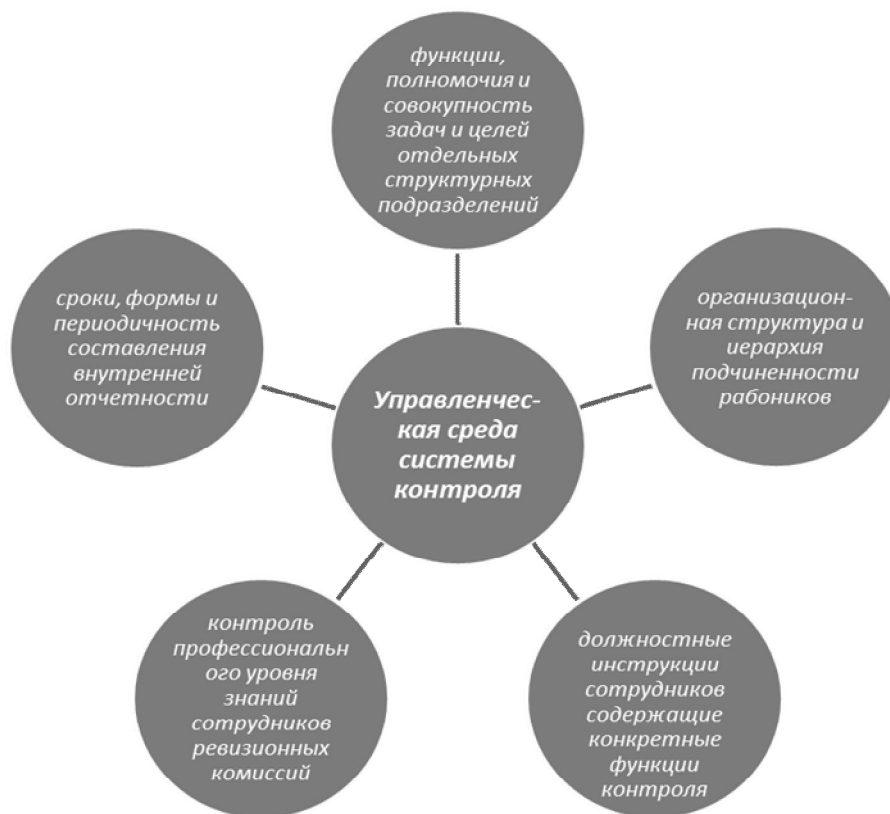 функции,
полномочия и
совокупность
задач и целей
отдельных
структурных
подразделений
сроки, формы и
периодичность
составления
внутренней
отчетности
организацион-
ная структура и
иерархия
подчиненности
рабоников
Управленчес-
кая среда
системы
контроля
контроль
профессиональн
ого уровня
знаний
сотрудников
ревизионных
комиссий
должностные
инструкции
сотрудников
содержащие
конкретные
функции
контроля